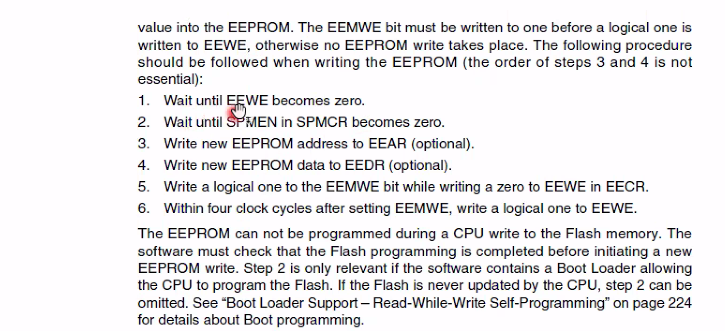 value into the EEPROM. The EEMWE bit must be written to one before a logical one is
written to EEWE, otherwise no EEPROM write takes place. The following procedure
should be followed when writing the EEPROM (the order of steps 3 and 4 is not
essential):
1. Wait until EEWE becomes zero.
2. Wait until SPMEN in SPMCR becomes zero.
3. Write new EEPROM address to EEAR (optional).
4. Write new EEPROM data to EEDR (optional).
5. Write a logical one to the EEMWE bit while writing a zero to EEWE in EECR.
6. Within four clock cycles after setting EEMWE, write a logical one to EEWE.
The EEPROM can not be programmed during a CPU write to the Flash memory. The
software must check that the Flash programming is completed before initiating a new
EEPROM write. Step 2 is only relevant if the software contains a Boot Loader allowing
the CPU to program the Flash. If the Flash is never updated by the CPU, step 2 can be
omitted. See “Boot Loader Support – Read-While-Write Self-Programming” on page 224
for details about Boot programming.